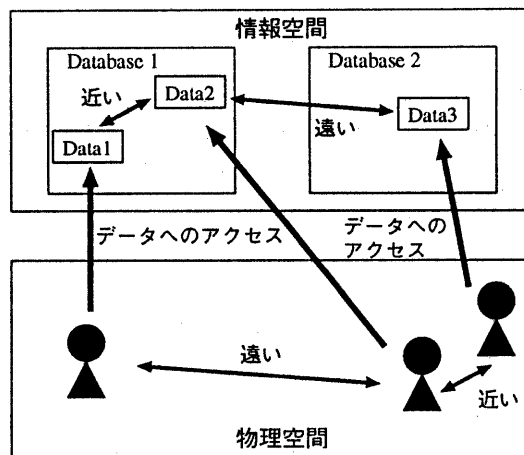 情報空間
Database 1
Database 2
近い
Data2
Data3
遠い
Data1
データへのアクセス
データへの
アクセス
遠い
近い
物理空間